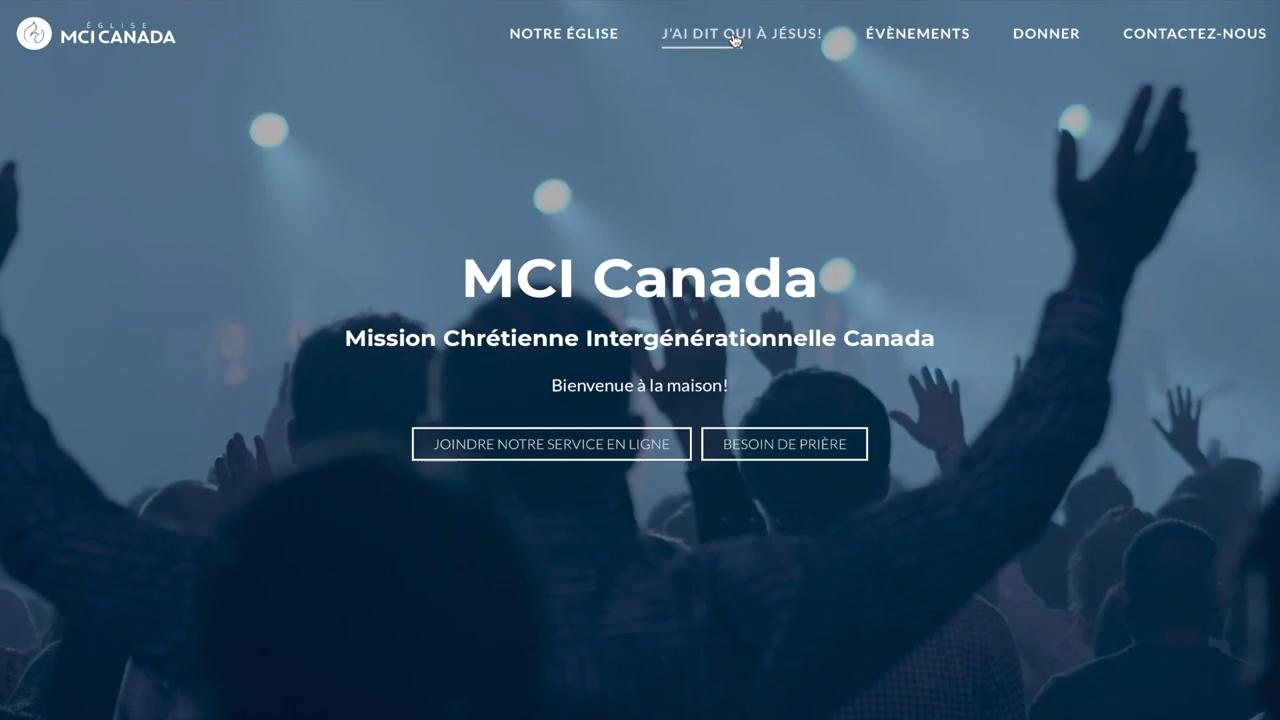 ÉGLISE
MCI CANADA
NOTRE ÉGLISE
J'AI DIT OUI À JÉSUS!
ÉVÈNEMENTS
DONNER
CONTACTEZ-NOUS
MCI Canada
Mission Chrétienne Intergénérationnelle Canada
Bienvenue à la maison!
JOINDRE NOTRE SERVICE EN LIGNE
BESOIN DE PRIÈRE